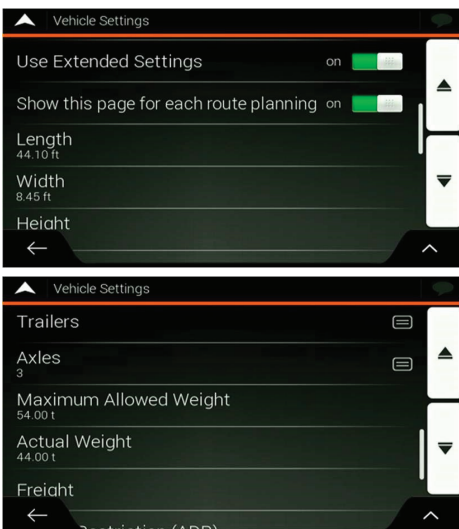 Vehicle Settings
Use Extended Settings on
Show this page for each route planning on
Length
44.10 ft
Width
8.45 ft
Height
Vehicle Settings
Trailers
Axles
3
Maximum Allowed Weight
54.00 t
Actual Weight
44.00 t
Freight
Restriction (ADR)